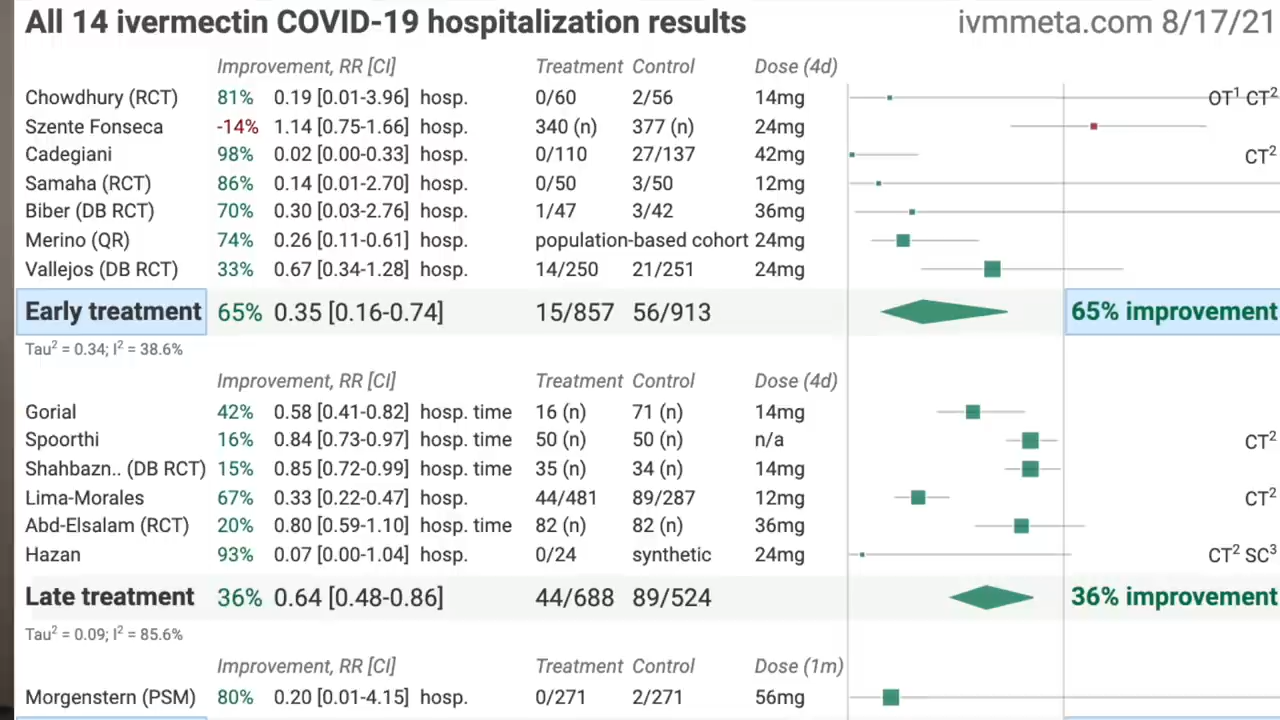 All 14 ivermectin COVID-19 hospitalization results ivmmeta.com 8/17/21
Improvement, RR [CI] Treatment Control Dose (4d)
Chowdhury (RCT) 81% 0.19 [0.01-3.96] hosp. 0/60 2/56 14mg OT¹ CT²
Szente Fonseca -14% 1.14 [0.75-1.66] hosp. 340 (n) 377 (n) 24mg
Cadegiani 98% 0.02 [0.00-0.33] hosp. 0/110 27/137 42mg CT²
Samaha (RCT) 86% 0.14 [0.01-2.70] hosp. 0/50 3/50 12mg
Biber (DB RCT) 70% 0.30 [0.03-2.76] hosp. 1/47 3/42 36mg
Merino (QR) 74% 0.26 [0.11-0.61] hosp. population-based cohort 24mg
Vallejos (DB RCT) 33% 0.67 [0.34-1.28] hosp. 14/250 21/251 24mg
Early treatment 65% 0.35 [0.16-0.74] 15/857 56/913 65% improvement
Tau² = 0.34; I² = 38.6%
Improvement, RR [CI] Treatment Control Dose (4d)
Gorial 42% 0.58 [0.41-0.82] hosp. time 16 (n) 71 (n) 14mg
Spoorthi 16% 0.84 [0.73-0.97] hosp. time 50 (n) 50 (n) n/a CT²
Shahbazn.. (DB RCT) 15% 0.85 [0.72-0.99] hosp. time 35 (n) 34 (n) 14mg
Lima-Morales 67% 0.33 [0.22-0.47] hosp. 44/481 89/287 12mg CT²
Abd-Elsalam (RCT) 20% 0.80 [0.59-1.10] hosp. time 82 (n) 82 (n) 36mg
Hazan 93% 0.07 [0.00-1.04] hosp. 0/24 synthetic 24mg CT² SC³
Late treatment 36% 0.64 [0.48-0.86] 44/688 89/524 36% improvement
Tau² = 0.09; I² = 85.6%
Improvement, RR [CI] Treatment Control Dose (1m)
Morgenstern (PSM) 80% 0.20 [0.01-4.15] hosp. 0/271 2/271 56mg